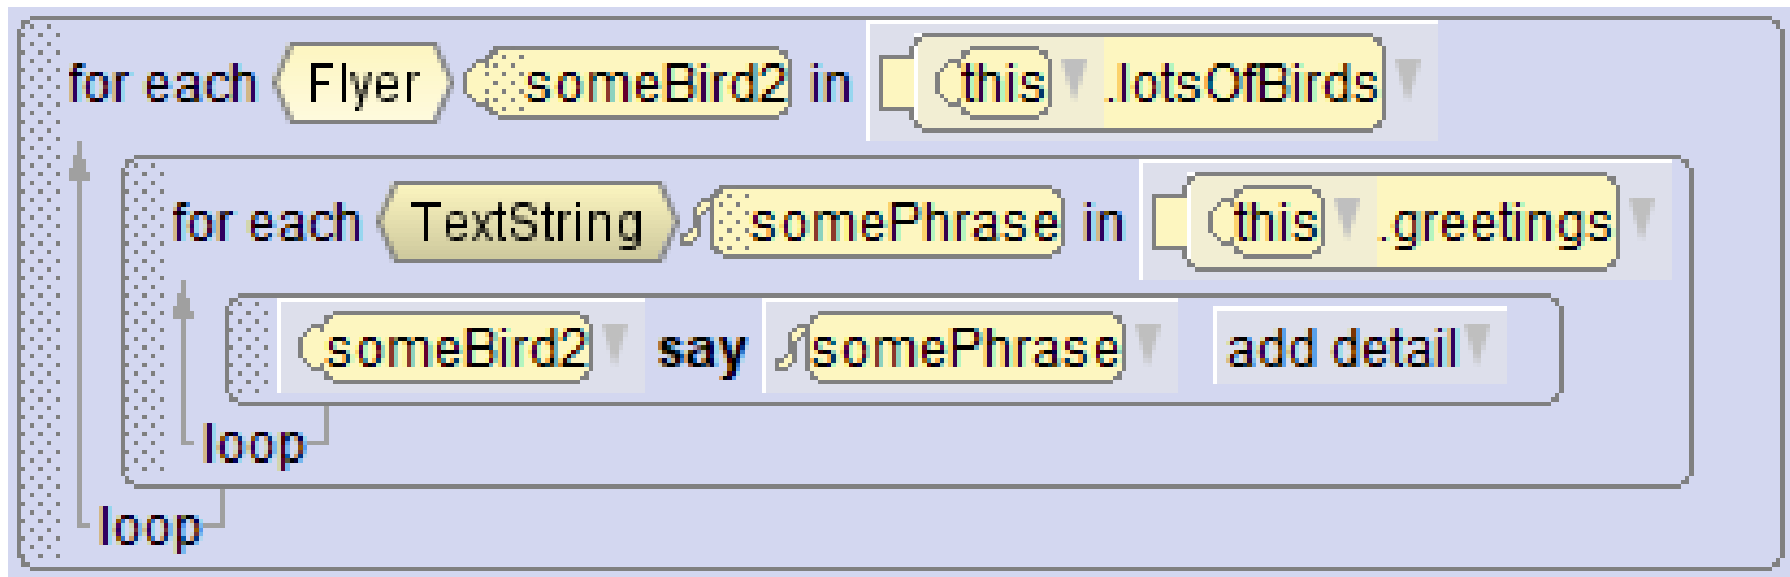 for each Flyer someBird2 in this .lotsOfBirds
for each TextString somePhrase in this .greetings
someBird2 say somePhrase add detail
loop
loop